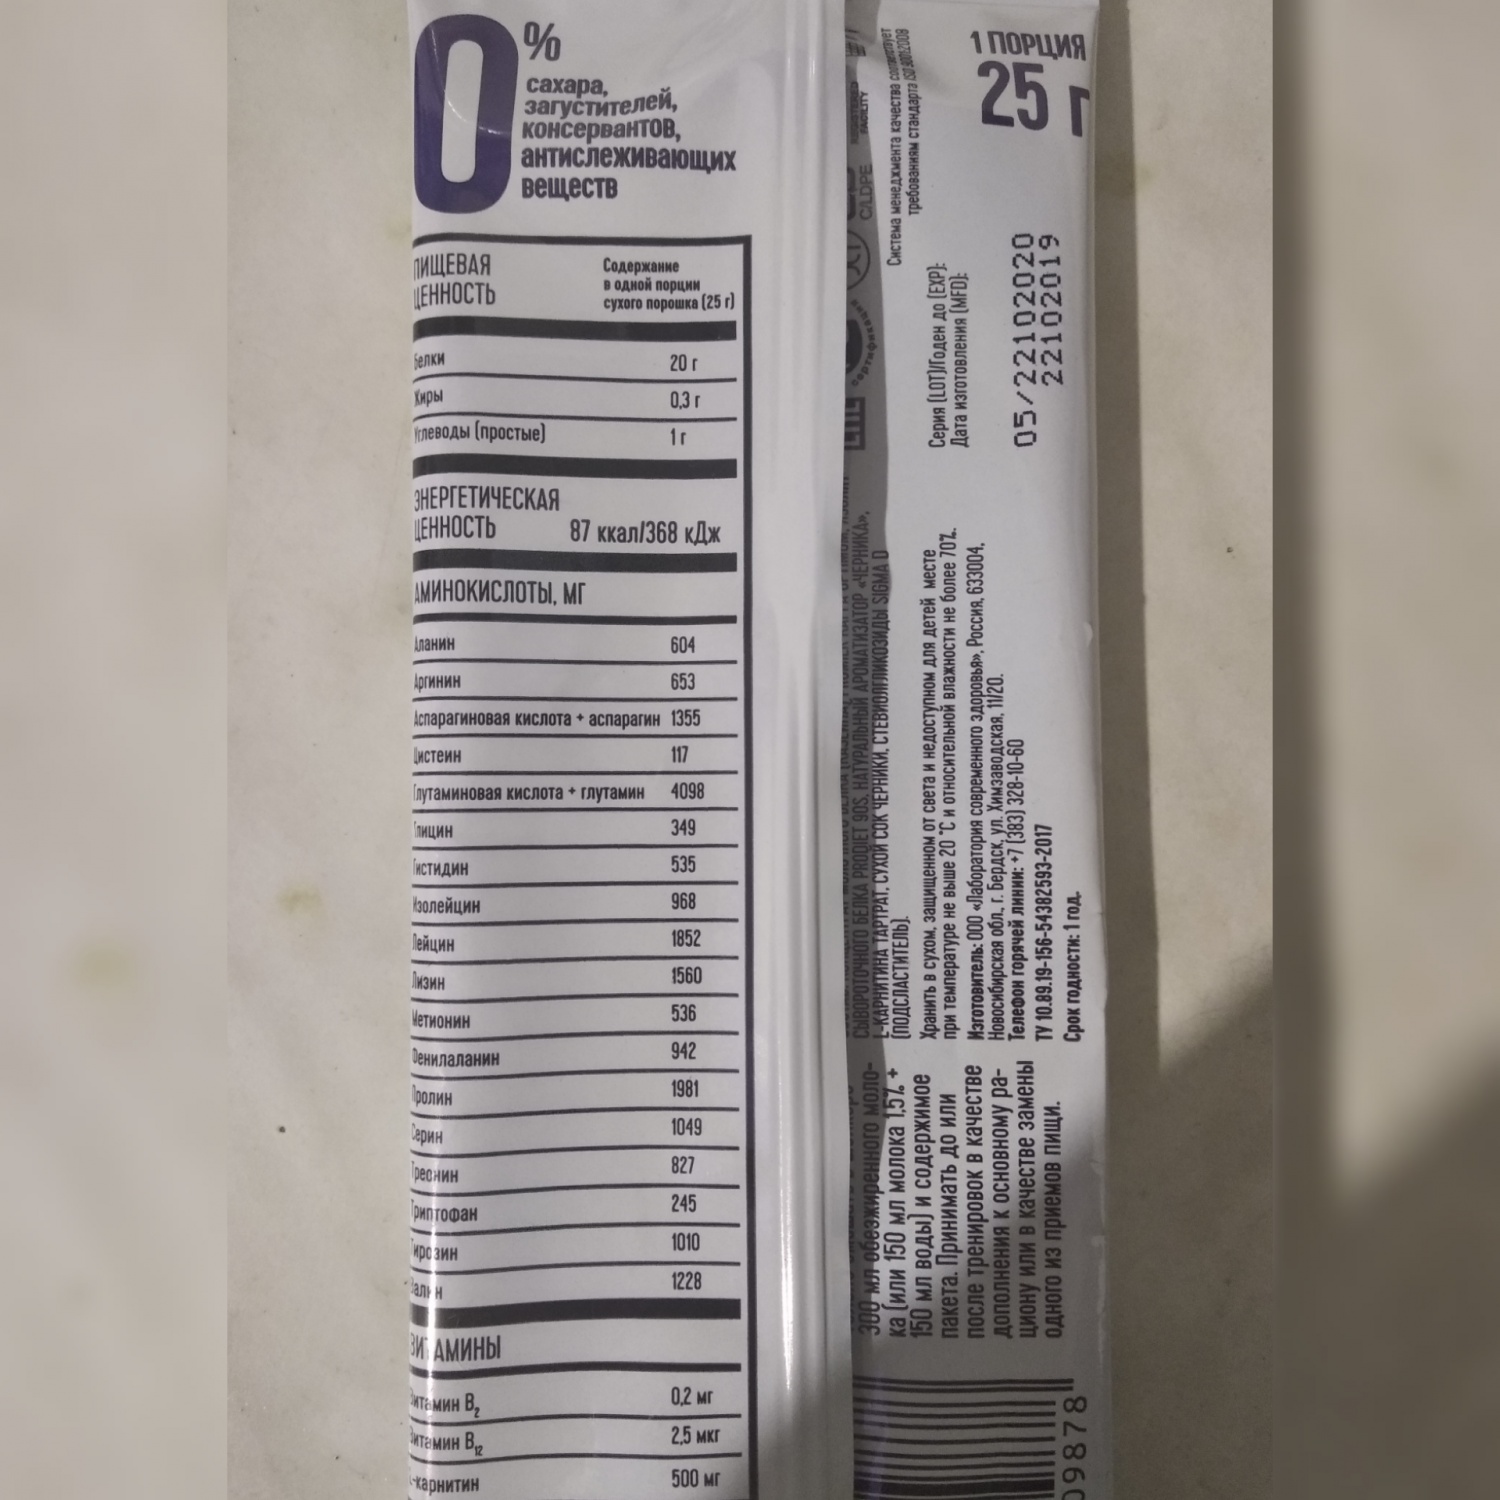 0%
сахара,
загустителей,
консервантов,
антислеживающих
веществ
ПИЩЕВАЯ
ЦЕННОСТЬ
Содержание
в одной порции
сухого порошка (25 г)
Белки 20 г
Жиры 0,3 г
Углеводы (простые) 1 г
ЭНЕРГЕТИЧЕСКАЯ
ЦЕННОСТЬ 87 ккал/368 кДж
АМИНОКИСЛОТЫ, МГ
Аланин 604
Аргинин 653
Аспарагиновая кислота + аспарагин 1355
Цистеин 117
Глутаминовая кислота + глутамин 4098
Глицин 349
Гистидин 535
Изолейцин 968
Лейцин 1852
Лизин 1560
Метионин 536
Фенилаланин 942
Пролин 1981
Серин 1049
Треонин 827
Триптофан 245
Тирозин 1010
Валин 1228
ВИТАМИНЫ
Витамин B2 0,2 мг
Витамин B12 2,5 мкг
L-карнитин 500 мг
1 ПОРЦИЯ
25 г
REGISTERED
FACILITY
C/LDPE
Система менеджмента качества соответствует
требованиям стандарта ISO 9001:2008
Серия (LOT)/Годен до (EXP):
Дата изготовления (MFD):
05/22102020
22102019
СЫВОРОТОЧНОГО БЕЛКА PRODIET 90S, НАТУРАЛЬНЫЙ АРОМАТИЗАТОР «ЧЕРНИКА»,
L-КАРНИТИНА ТАРТРАТ, СУХОЙ СОК ЧЕРНИКИ, СТЕВИОЛГЛИКОЗИДЫ SIGMA D
(ПОДСЛАСТИТЕЛЬ).
Хранить в сухом, защищенном от света и недоступном для детей месте
при температуре не выше 20 °С и относительной влажности не более 70%.
Изготовитель: ООО «Лаборатория современного здоровья», Россия, 633004,
Новосибирская обл., г. Бердск, ул. Химзаводская, 11/20.
Телефон горячей линии: +7 (383) 328-10-60
ТУ 10.89.19-156-54382593-2017
Срок годности: 1 год.
300 мл обезжиренного моло-
ка (или 150 мл молока 1,5% +
150 мл воды) и содержимое
пакета. Принимать до или
после тренировок в качестве
дополнения к основному ра-
циону или в качестве замены
одного из приемов пищи.
09878